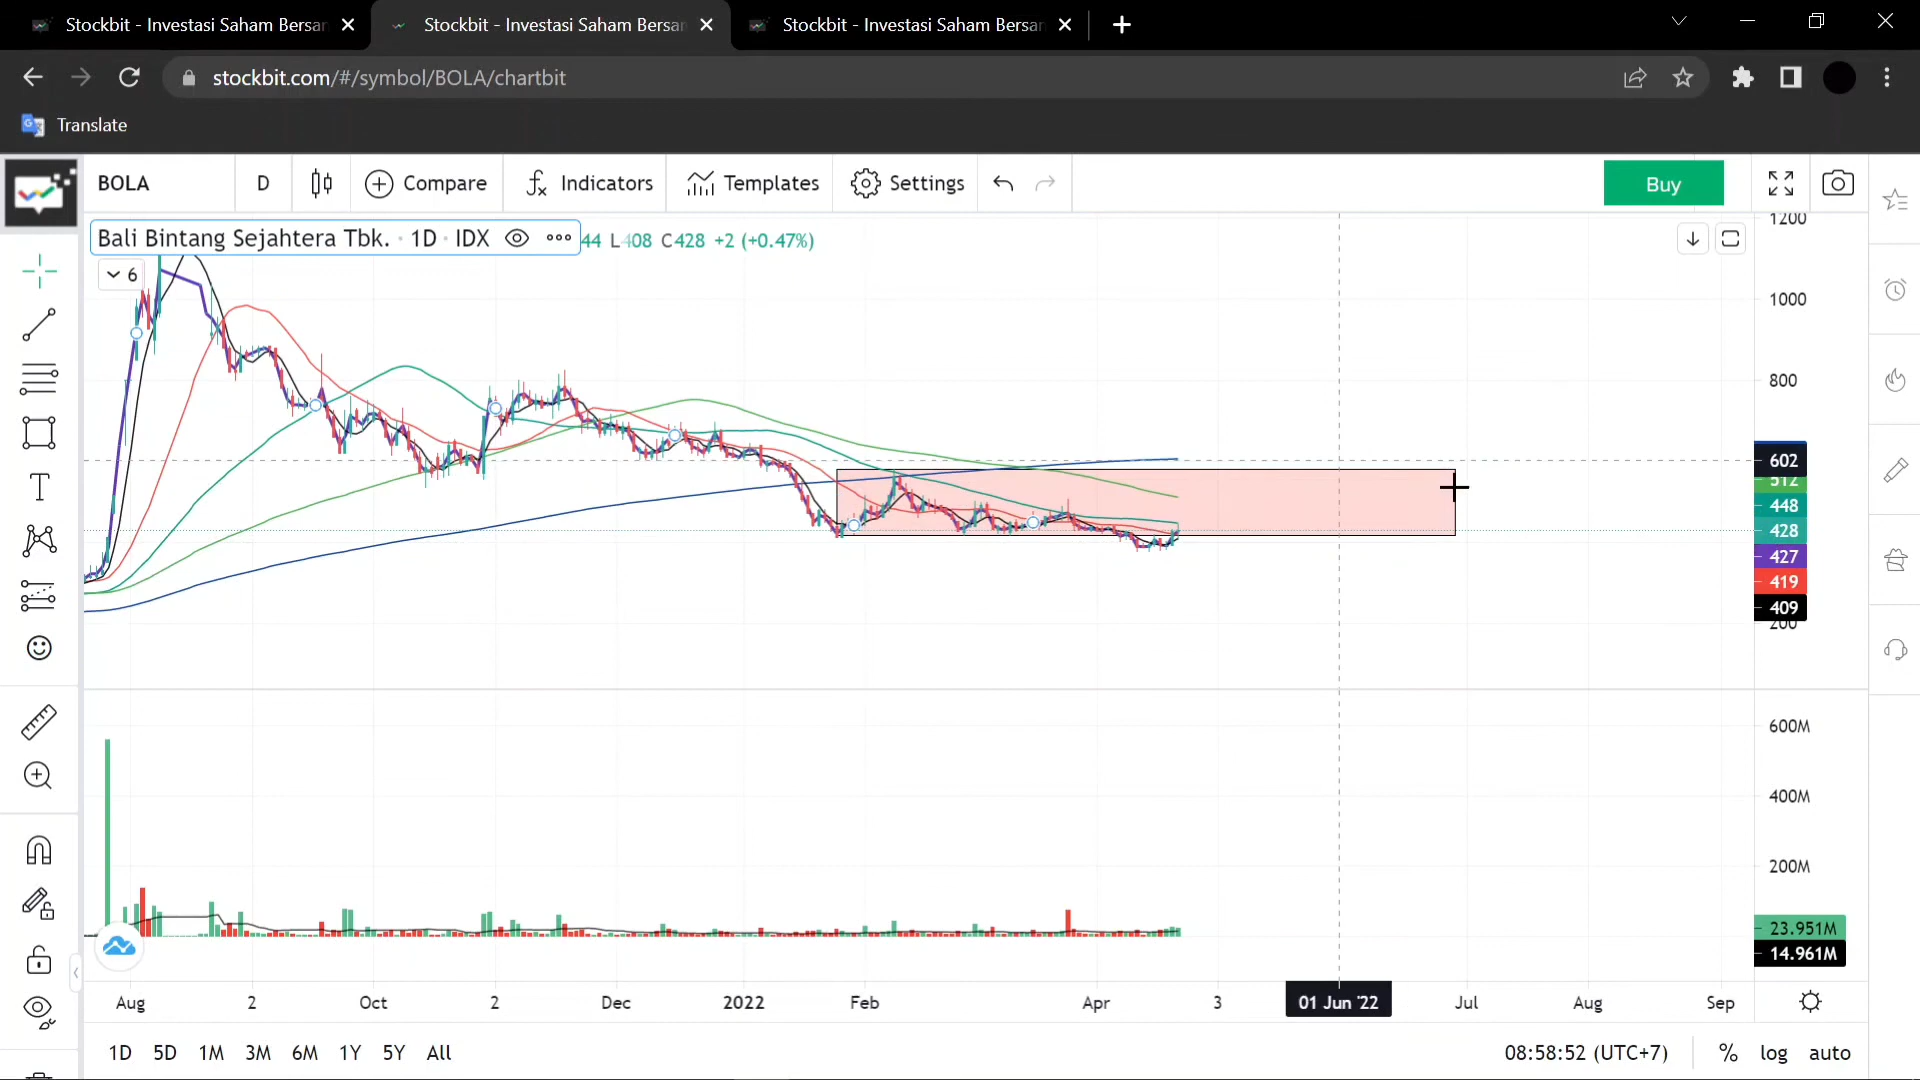 Stockbit - Investasi Saham Bersar
Stockbit - Investasi Saham Bersar
Stockbit - Investasi Saham Bersar
stockbit.com/#/symbol/BOLA/chartbit
Translate
BOLA D Compare Indicators Templates Settings Buy
Bali Bintang Sejahtera Tbk. · 1D · IDX 44 L408 C428 +2 (+0.47%)
6
1200
1000
800
602
512
448
428
427
419
409
200
600M
400M
200M
23.951M
14.961M
Aug 2 Oct 2 Dec 2022 Feb Apr 3 01 Jun '22 Jul Aug Sep
1D 5D 1M 3M 6M 1Y 5Y All 08:58:52 (UTC+7) % log auto